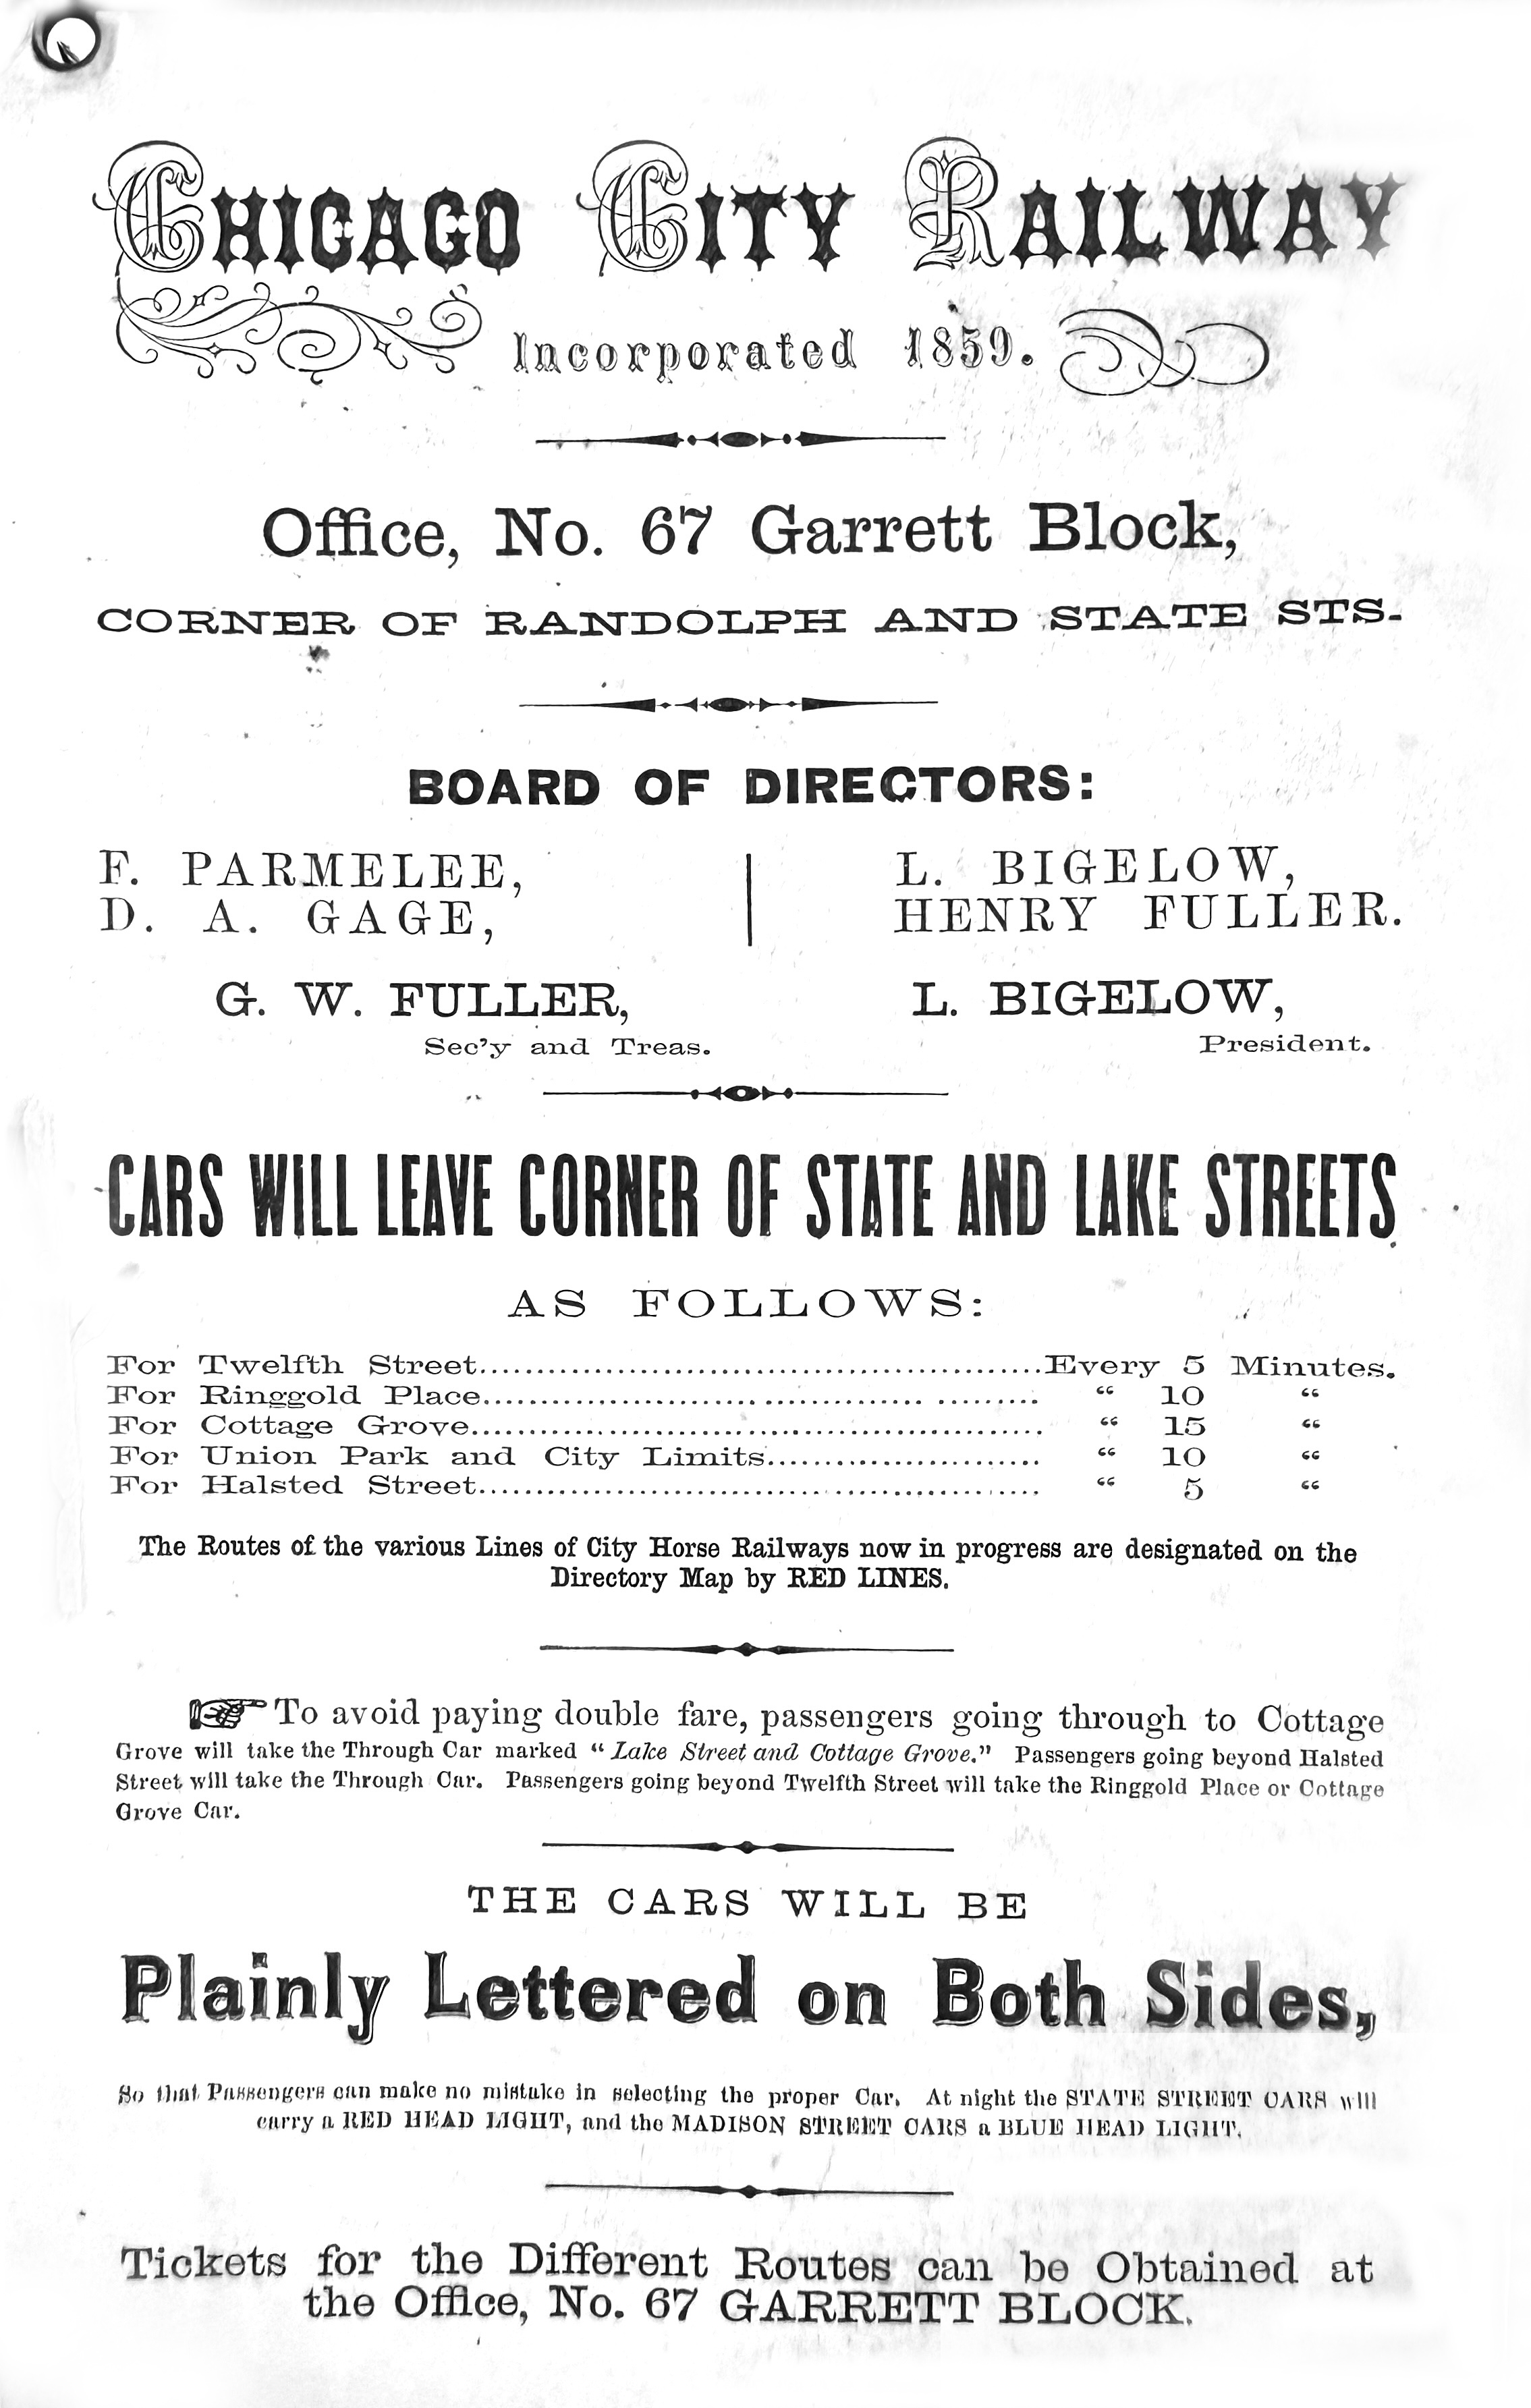 CHICAGO CITY RAILWAY
Incorporated 1859.
Office, No. 67 Garrett Block,
CORNER OF RANDOLPH AND STATE STS.
BOARD OF DIRECTORS:
F. PARMELEE,
D. A. GAGE,
L. BIGELOW,
HENRY FULLER.
G. W. FULLER,
Sec'y and Treas.
L. BIGELOW,
President.
CARS WILL LEAVE CORNER OF STATE AND LAKE STREETS
AS FOLLOWS:
For Twelfth Street.................................................Every 5 Minutes.
For Ringgold Place................................................. “ 10 “
For Cottage Grove.................................................. “ 15 “
For Union Park and City Limits........................ “ 10 “
For Halsted Street................................................. “ 5 “
The Routes of the various Lines of City Horse Railways now in progress are designated on the
Directory Map by RED LINES.
☞ To avoid paying double fare, passengers going through to Cottage
Grove will take the Through Car marked “Lake Street and Cottage Grove.” Passengers going beyond Halsted
Street will take the Through Car. Passengers going beyond Twelfth Street will take the Ringgold Place or Cottage
Grove Car.
THE CARS WILL BE
Plainly Lettered on Both Sides,
So that Passengers can make no mistake in selecting the proper Car. At night the STATE STREET CARS will
carry a RED HEAD LIGHT, and the MADISON STREET CARS a BLUE HEAD LIGHT.
Tickets for the Different Routes can be Obtained at
the Office, No. 67 GARRETT BLOCK.